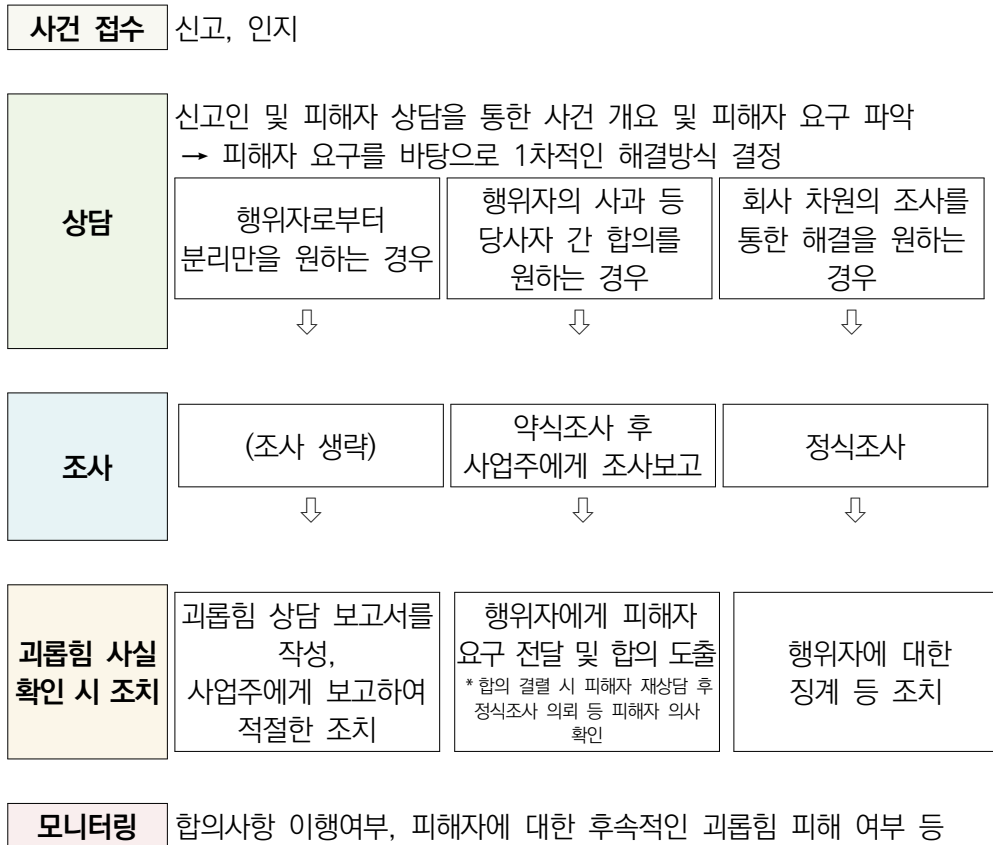 사건 접수 신고, 인지
신고인 및 피해자 상담을 통한 사건 개요 및 피해자 요구 파악
→ 피해자 요구를 바탕으로 1차적인 해결방식 결정
상담
행위자로부터
분리만을 원하는 경우
행위자의 사과 등
당사자 간 합의를
원하는 경우
회사 차원의 조사를
통한 해결을 원하는
경우
⇩ ⇩ ⇩
조사
(조사 생략)
약식조사 후
사업주에게 조사보고
정식조사
⇩ ⇩ ⇩
괴롭힘 사실
확인 시 조치
괴롭힘 상담 보고서를
작성,
사업주에게 보고하여
적절한 조치
행위자에게 피해자
요구 전달 및 합의 도출
* 합의 결렬 시 피해자 재상담 후
정식조사 의뢰 등 피해자 의사
확인
행위자에 대한
징계 등 조치
모니터링 합의사항 이행여부, 피해자에 대한 후속적인 괴롭힘 피해 여부 등